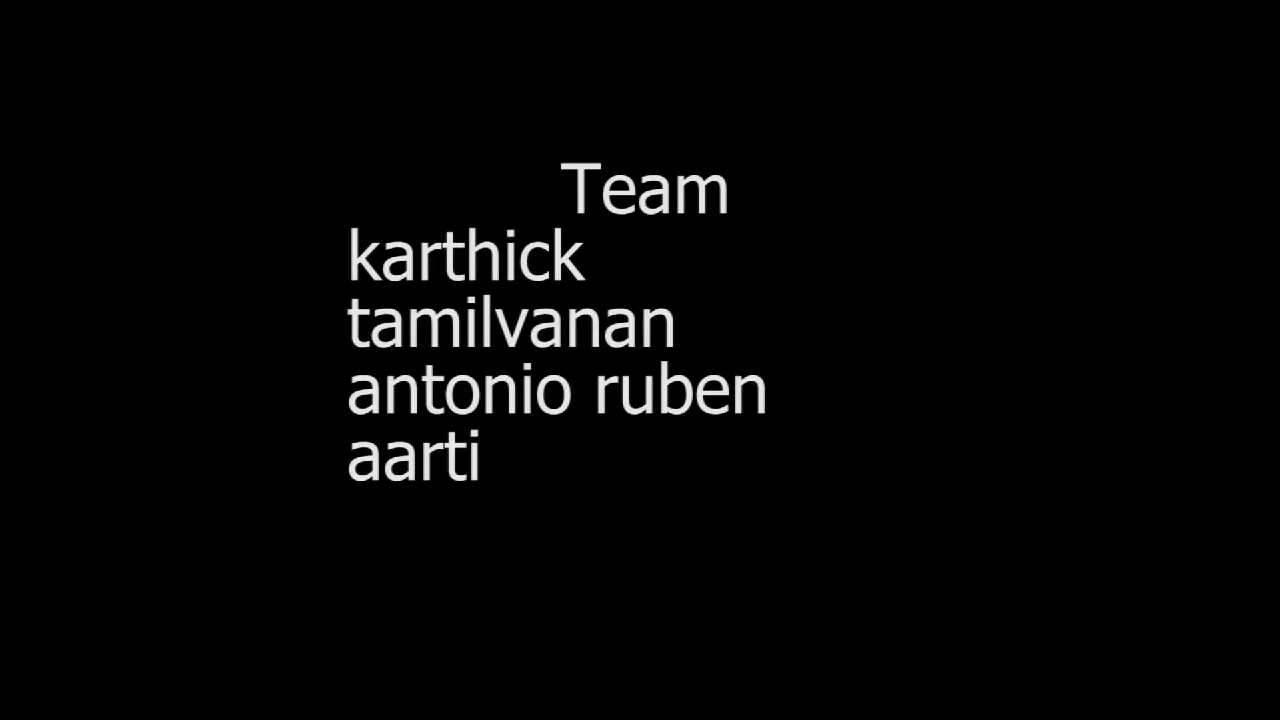 Team
karthick
tamilvanan
antonio ruben
aarti